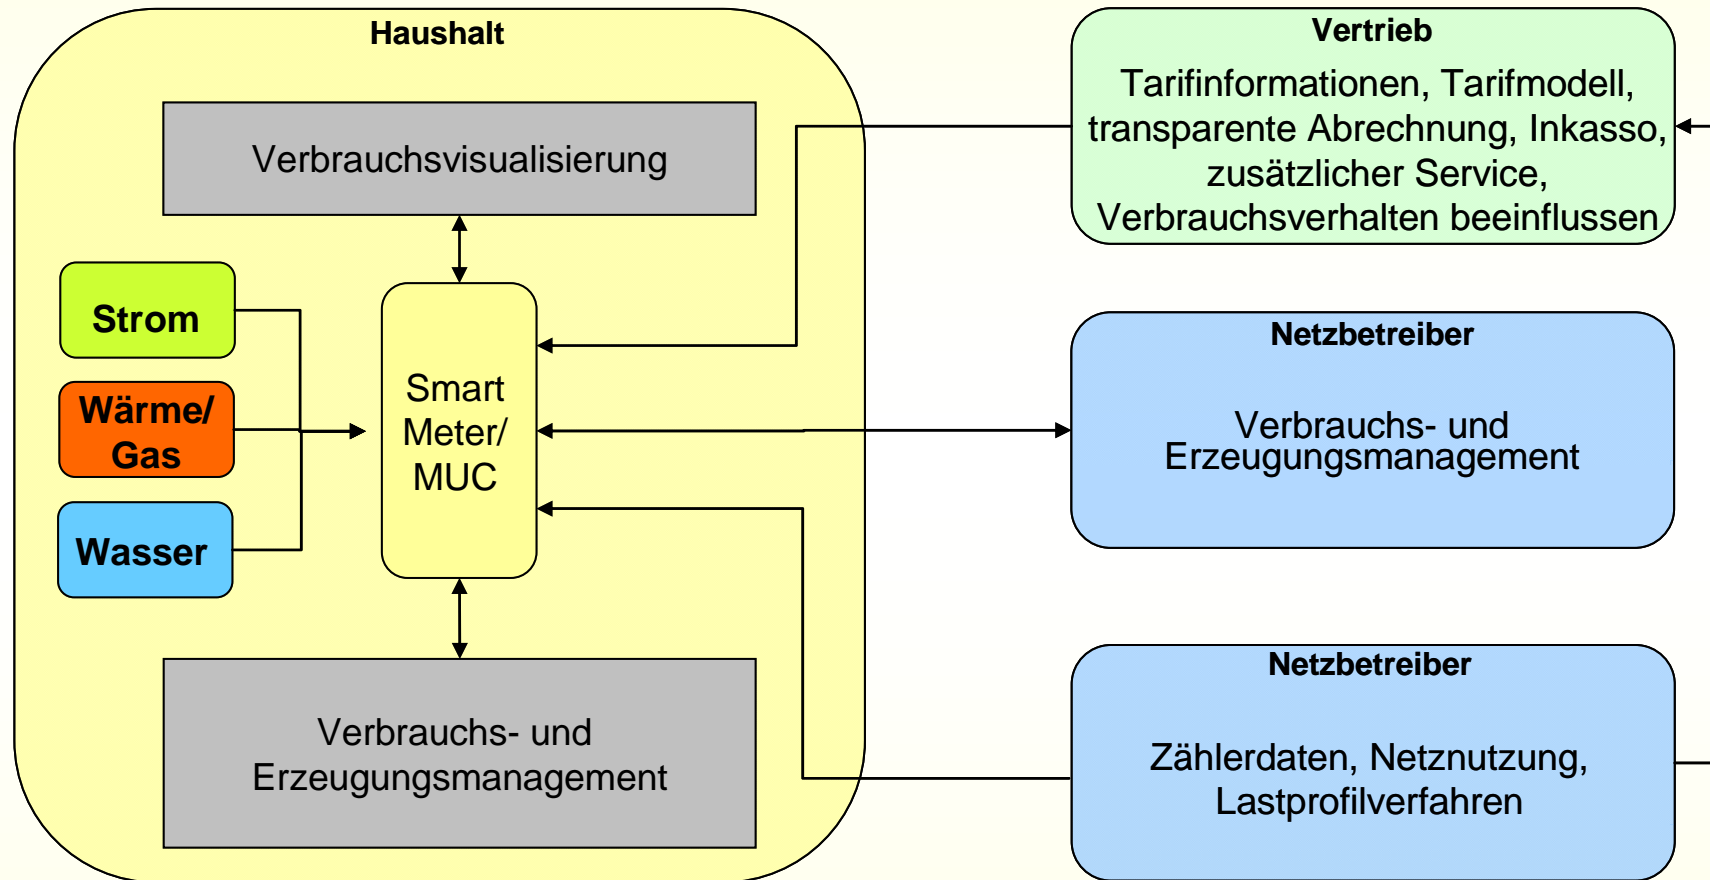 Haushalt
Verbrauchsvisualisierung
Strom
Wärme/
Gas
Wasser
Smart
Meter/
MUC
Verbrauchs- und
Erzeugungsmanagement
Vertrieb
Tarifinformationen, Tarifmodell,
transparente Abrechnung, Inkasso,
zusätzlicher Service,
Verbrauchsverhalten beeinflussen
Netzbetreiber
Verbrauchs- und
Erzeugungsmanagement
Netzbetreiber
Zählerdaten, Netznutzung,
Lastprofilverfahren